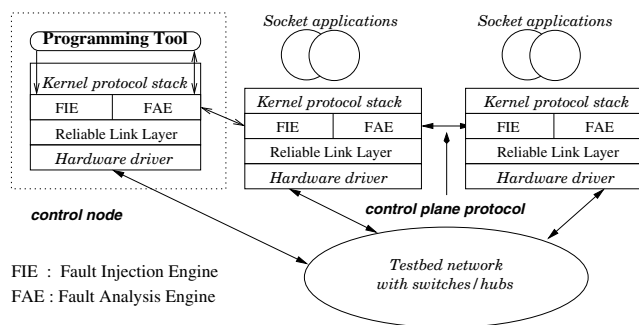 Programming Tool
Kernel protocol stack
FIE FAE
Reliable Link Layer
Hardware driver
control node
Socket applications
Kernel protocol stack
FIE FAE
Reliable Link Layer
Hardware driver
Socket applications
Kernel protocol stack
FIE FAE
Reliable Link Layer
Hardware driver
control plane protocol
Testbed network
with switches/hubs
FIE : Fault Injection Engine
FAE : Fault Analysis Engine